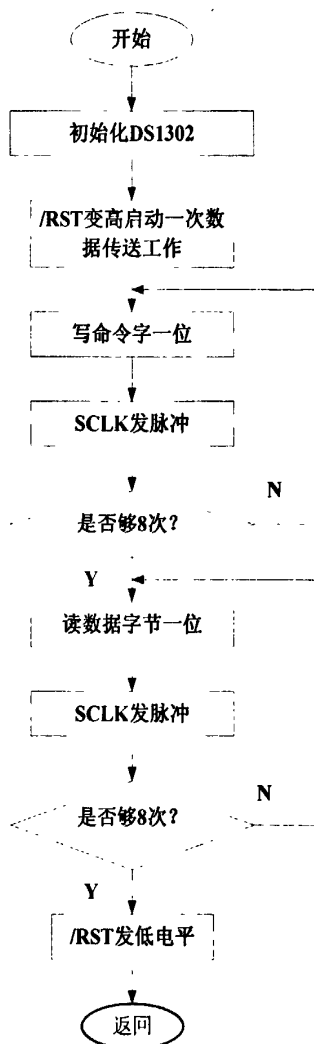 开始
初始化DS1302
/RST变高启动一次数
据传送工作
写命令字一位
SCLK发脉冲
N
是否够8次？
Y
读数据字节一位
SCLK发脉冲
N
是否够8次？
Y
/RST发低电平
返回